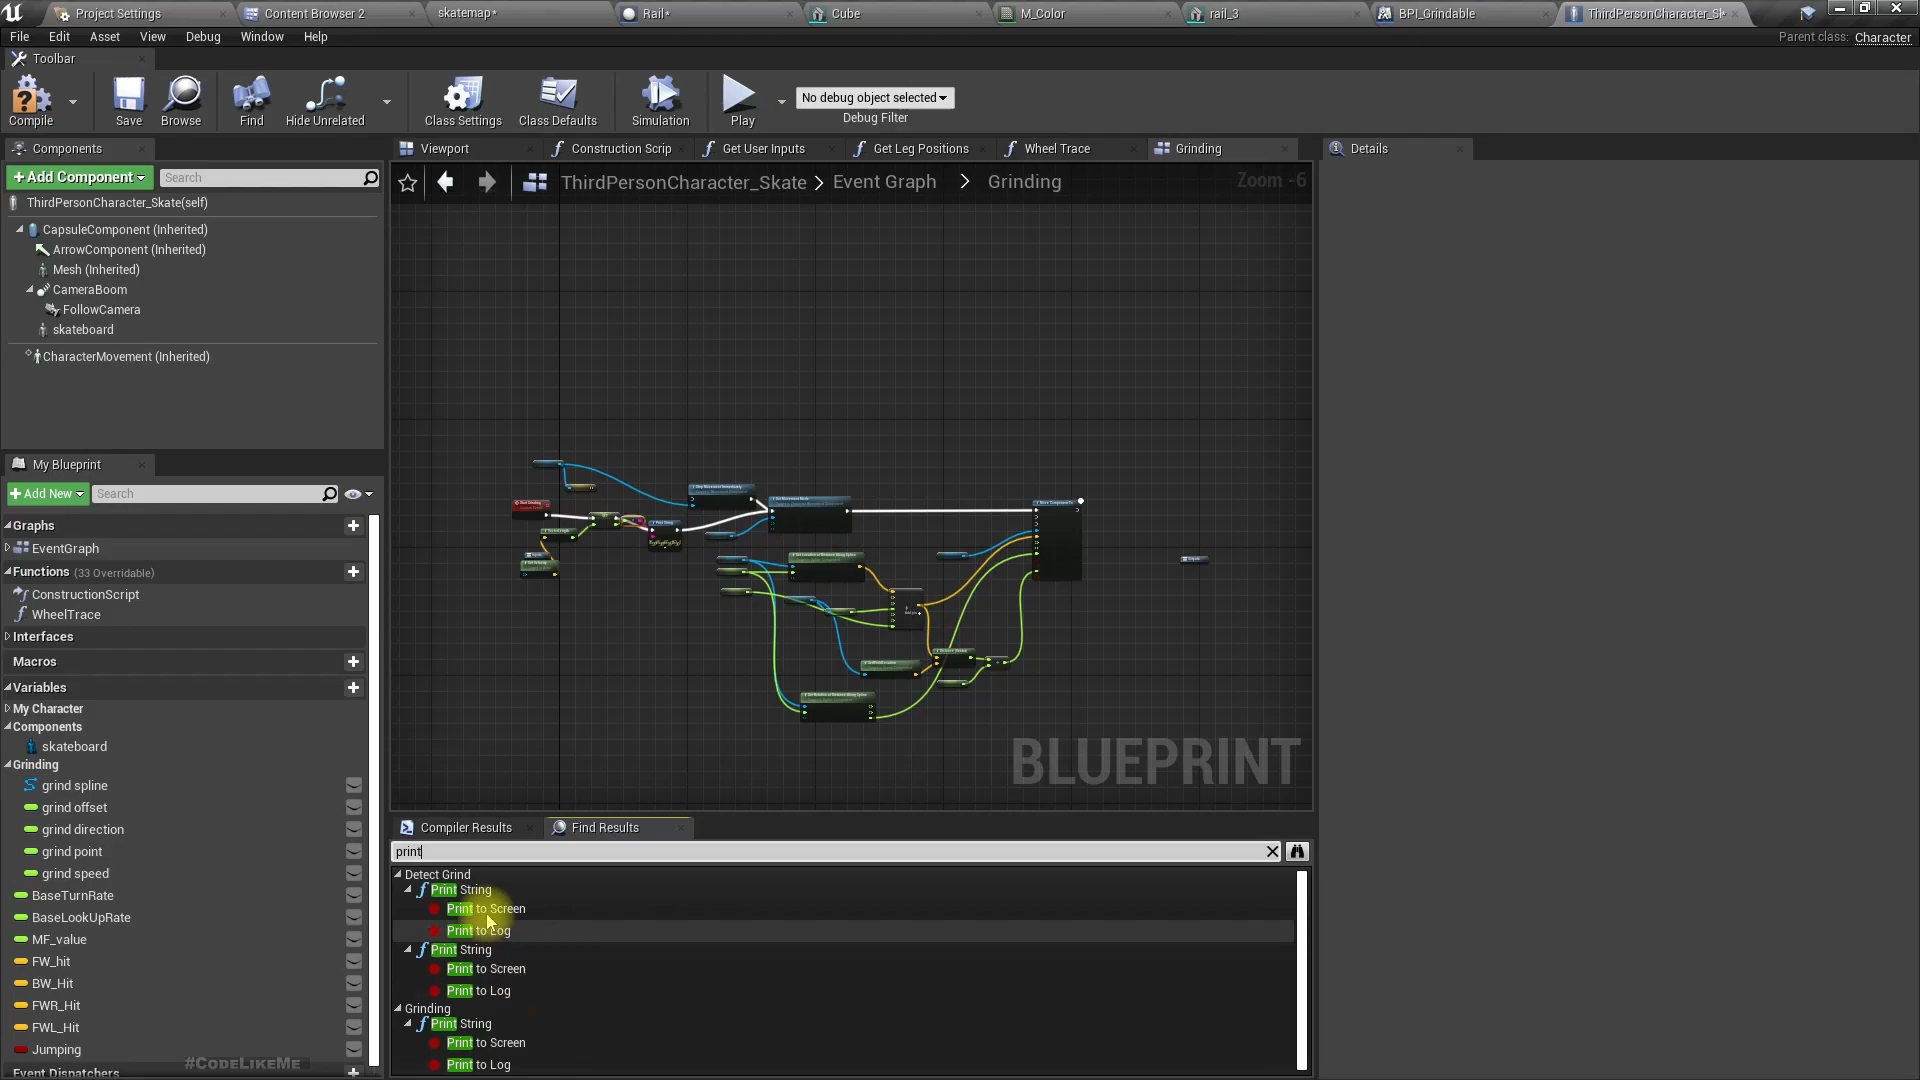 Project Settings
Content Browser 2
skatemap*
Rail*
Cube
M_Color
rail_3
BPI_Grindable
ThirdPersonCharacter_Sk*
File Edit Asset View Debug Window Help
Parent class: Character
Toolbar
Compile
Save
Browse
Find
Hide Unrelated
Class Settings
Class Defaults
Simulation
Play
No debug object selected
Debug Filter
Components
Viewport
Construction Scrip
Get User Inputs
Get Leg Positions
Wheel Trace
Grinding
Details
+Add Component
Search
ThirdPersonCharacter_Skate > Event Graph > Grinding
Zoom -6
ThirdPersonCharacter_Skate(self)
CapsuleComponent (Inherited)
ArrowComponent (Inherited)
Mesh (Inherited)
CameraBoom
FollowCamera
skateboard
CharacterMovement (Inherited)
My Blueprint
+Add New
Search
Graphs
EventGraph
Functions (33 Overridable)
ConstructionScript
WheelTrace
Interfaces
Macros
Variables
My Character
Components
skateboard
Grinding
grind spline
grind offset
grind direction
grind point
grind speed
BaseTurnRate
BaseLookUpRate
MF_value
FW_hit
BW_Hit
FWR_Hit
FWL_Hit
Jumping
Event Dispatchers
#CodeLikeMe
BLUEPRINT
Compiler Results
Find Results
print
Detect Grind
Print String
Print to Screen
Print to Log
Print String
Print to Screen
Print to Log
Grinding
Print String
Print to Screen
Print to Log